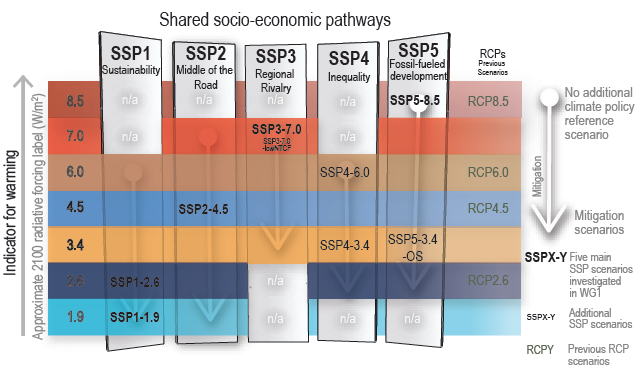 Shared socio-economic pathways
SSP1
Sustainability
SSP2
Middle of the
Road
SSP3
Regional
Rivalry
SSP4
Inequality
SSP5
Fossil-fueled
development
RCPs
Previous
Scenarios
Indicator for warming
Approximate 2100 radiative forcing label (W/m²)
8.5
n/a
n/a
n/a
n/a
SSP5-8.5
RCP8.5
7.0
n/a
SSP3-7.0
SSP3-7.0
-lowNTCF
n/a
n/a
6.0
SSP4-6.0
RCP6.0
4.5
SSP2-4.5
RCP4.5
3.4
SSP4-3.4
SSP5-3.4
-OS
2.6
SSP1-2.6
n/a
RCP2.6
1.9
SSP1-1.9
n/a
n/a
n/a
No additional
climate policy
reference
scenario
Mitigation
Mitigation
scenarios
SSPX-Y
Five main
SSP scenarios
investigated
in WG1
SSPX-Y
Additional
SSP scenarios
RCPY
Previous RCP
scenarios